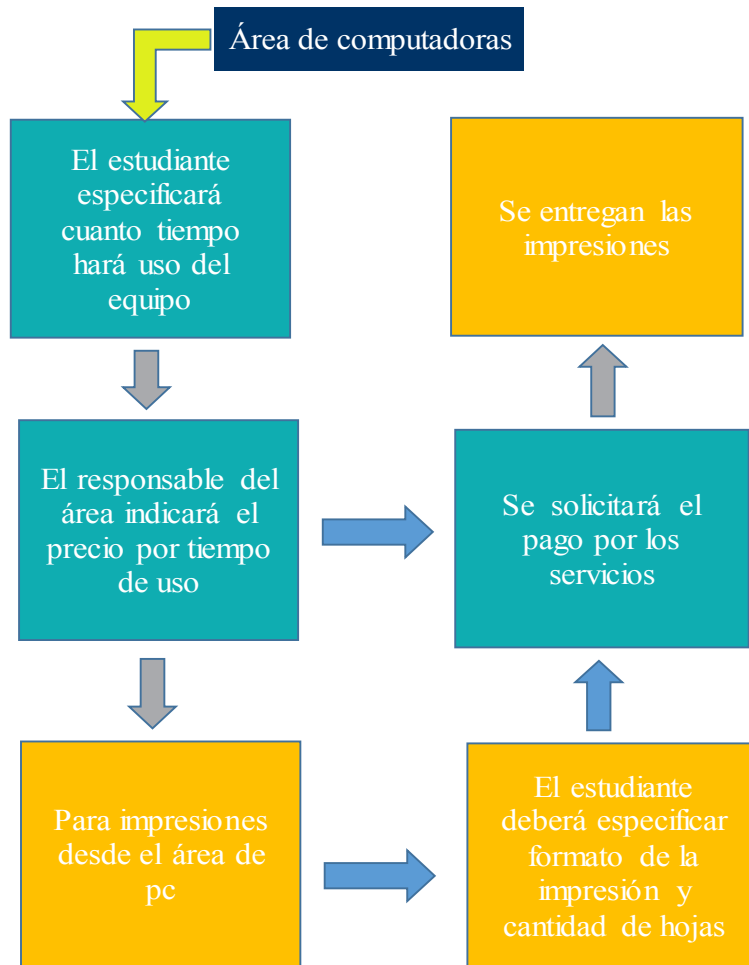 Área de computadoras
El estudiante
especificará
cuanto tiempo
hará uso del
equipo
El responsable del
área indicará el
precio por tiempo
de uso
Para impresiones
desde el área de
pc
El estudiante
deberá especificar
formato de la
impresión y
cantidad de hojas
Se solicitará el
pago por los
servicios
Se entregan las
impresiones